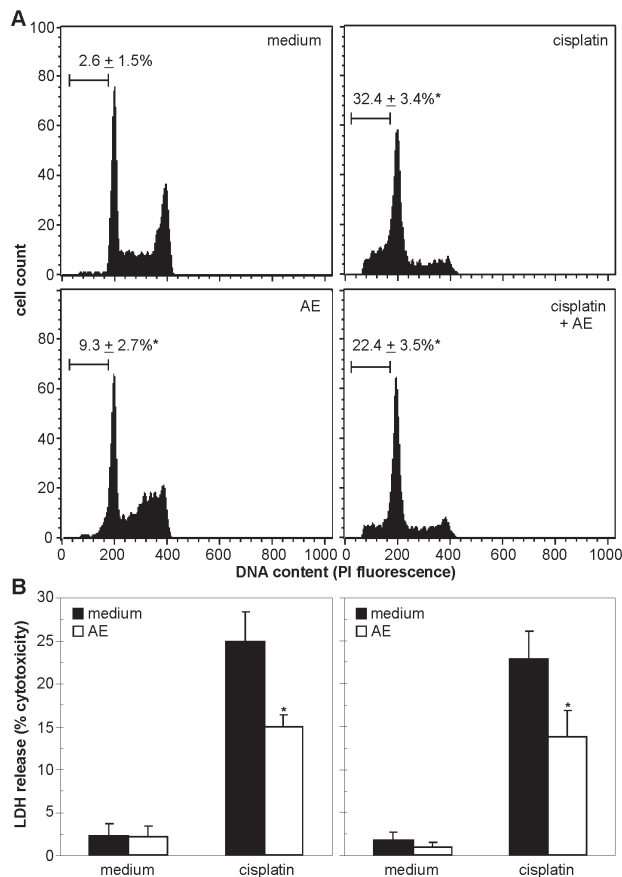 A
100
80
60
40
20
0
medium
2.6 ± 1.5%
cisplatin
32.4 ± 3.4%*
cell count
AE
9.3 ± 2.7%*
cisplatin
+ AE
22.4 ± 3.5%*
80
60
40
20
0
0 200 400 600 800 1000
0 200 400 600 800 1000
DNA content (PI fluorescence)
B
LDH release (% cytotoxicity)
30
25
20
15
10
5
0
medium
AE
*
medium cisplatin
medium
AE
*
medium cisplatin